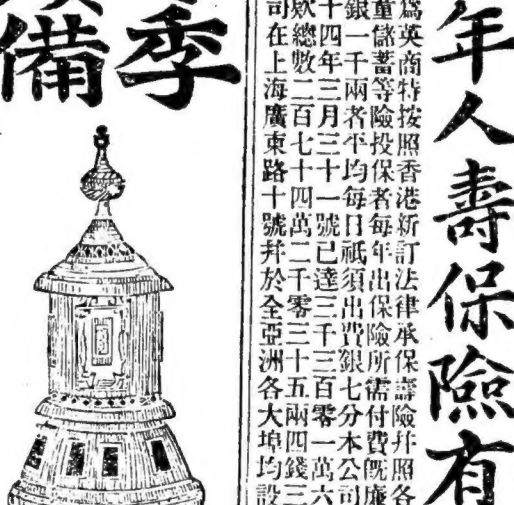 年人壽保險有
爲英商特按照香港新訂法律承保壽險幷照各
童儲蓄等險投保者每年出保險所需付費既廉
銀一千兩者平均每日祇須出費銀七分本公司
十四年三月三十一號已達三千三百零一萬六
欵總數二百七十四萬二千零三十五兩四錢三
司在上海廣東路十號幷於全亞洲各大埠均設
季
備